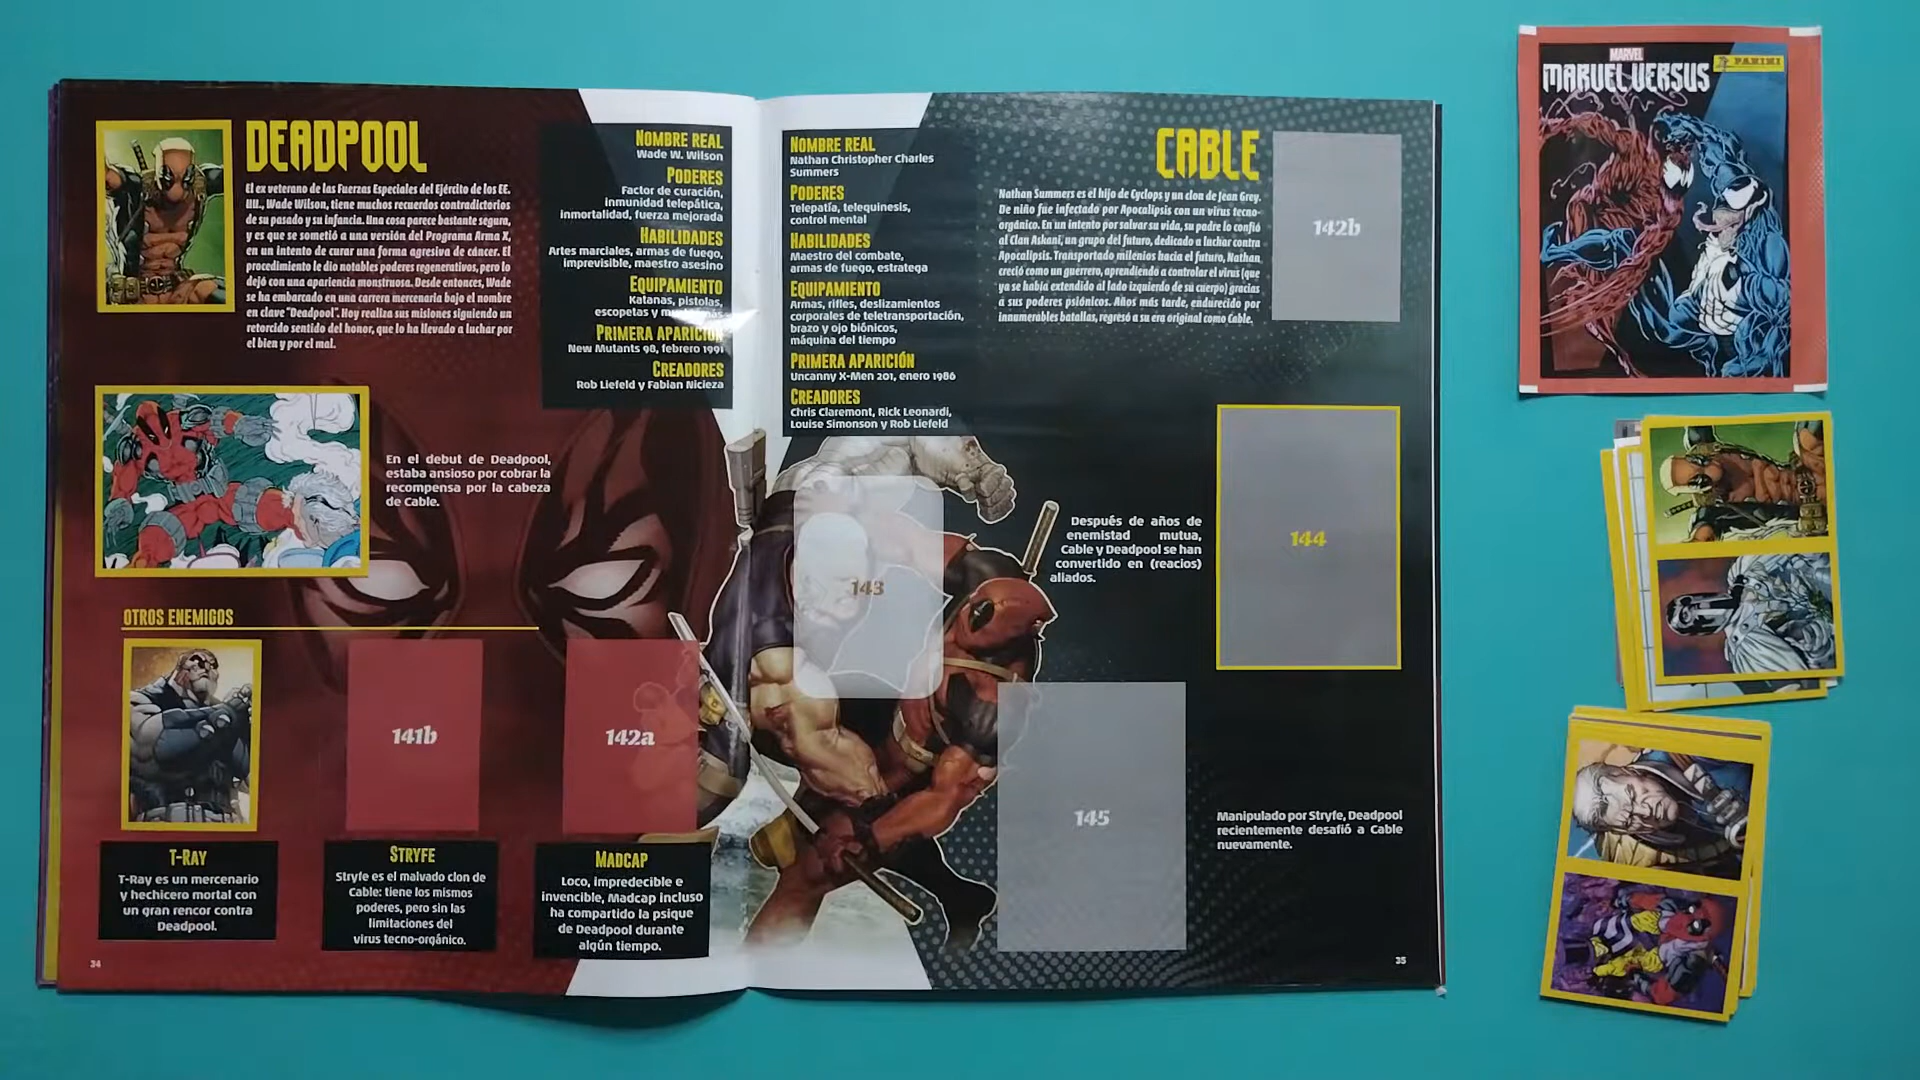 DEADPOOL
El ex veterano de las Fuerzas Especiales del Ejército de los EE.
UU., Wade Wilson, tiene muchos recuerdos contradictorios
de su pasado y su infancia. Una cosa parece bastante segura,
y es que se sometió a una versión del Programa Arma X,
en un intento de curar una forma agresiva de cáncer. El
procedimiento le dio notables poderes regenerativos, pero lo
dejó con una apariencia monstruosa. Desde entonces, Wade
se ha embarcado en una carrera mercenaria bajo el nombre
en clave "Deadpool". Hoy realiza sus misiones siguiendo un
retorcido sentido del honor, que lo ha llevado a luchar por
el bien y por el mal.
NOMBRE REAL
Wade W. Wilson
PODERES
Factor de curación,
inmunidad telepática,
inmortalidad, fuerza mejorada
HABILIDADES
Artes marciales, armas de fuego,
imprevisible, maestro asesino
EQUIPAMIENTO
Katanas, pistolas,
escopetas y
PRIMERA APARICIÓN
New Mutants 98, febrero 1991
CREADORES
Rob Liefeld y Fabian Nicieza
En el debut de Deadpool,
estaba ansioso por cobrar la
recompensa por la cabeza
de Cable.
OTROS ENEMIGOS
141b
142a
T-RAY
T-Ray es un mercenario
y hechicero mortal con
un gran rencor contra
Deadpool.
STRYFE
Stryfe es el malvado clon de
Cable: tiene los mismos
poderes, pero sin las
limitaciones del
virus tecno-orgánico.
MADCAP
Loco, impredecible e
invencible, Madcap incluso
ha compartido la psique
de Deadpool durante
algún tiempo.
34
NOMBRE REAL
Nathan Christopher Charles
Summers
PODERES
Telepatía, telequinesis,
control mental
HABILIDADES
Maestro del combate,
armas de fuego, estratega
EQUIPAMIENTO
Armas, rifles, deslizamientos
corporales de teletransportación,
brazo y ojo biónicos,
máquina del tiempo
PRIMERA APARICIÓN
Uncanny X-Men 201, enero 1986
CREADORES
Chris Claremont, Rick Leonardi,
Louise Simonson y Rob Liefeld
CABLE
Nathan Summers es el hijo de Cyclops y un clon de Jean Grey.
De niño fue infectado por Apocalipsis con un virus tecno-
orgánico. En un intento por salvar su vida, su padre lo confió
al Clan Askani, un grupo del futuro, dedicado a luchar contra
Apocalipsis. Transportado milenios hacia el futuro, Nathan
creció como un guerrero, aprendiendo a controlar el virus (que
ya se había extendido al lado izquierdo de su cuerpo) gracias
a sus poderes psiónicos. Años más tarde, endurecido por
innumerables batallas, regresó a su era original como Cable.
142b
143
Después de años de
enemistad mutua,
Cable y Deadpool se han
convertido en (reacios)
aliados.
144
145
Manipulado por Stryfe, Deadpool
recientemente desafió a Cable
nuevamente.
35
MARVEL
MARVEL VERSUS
PANINI